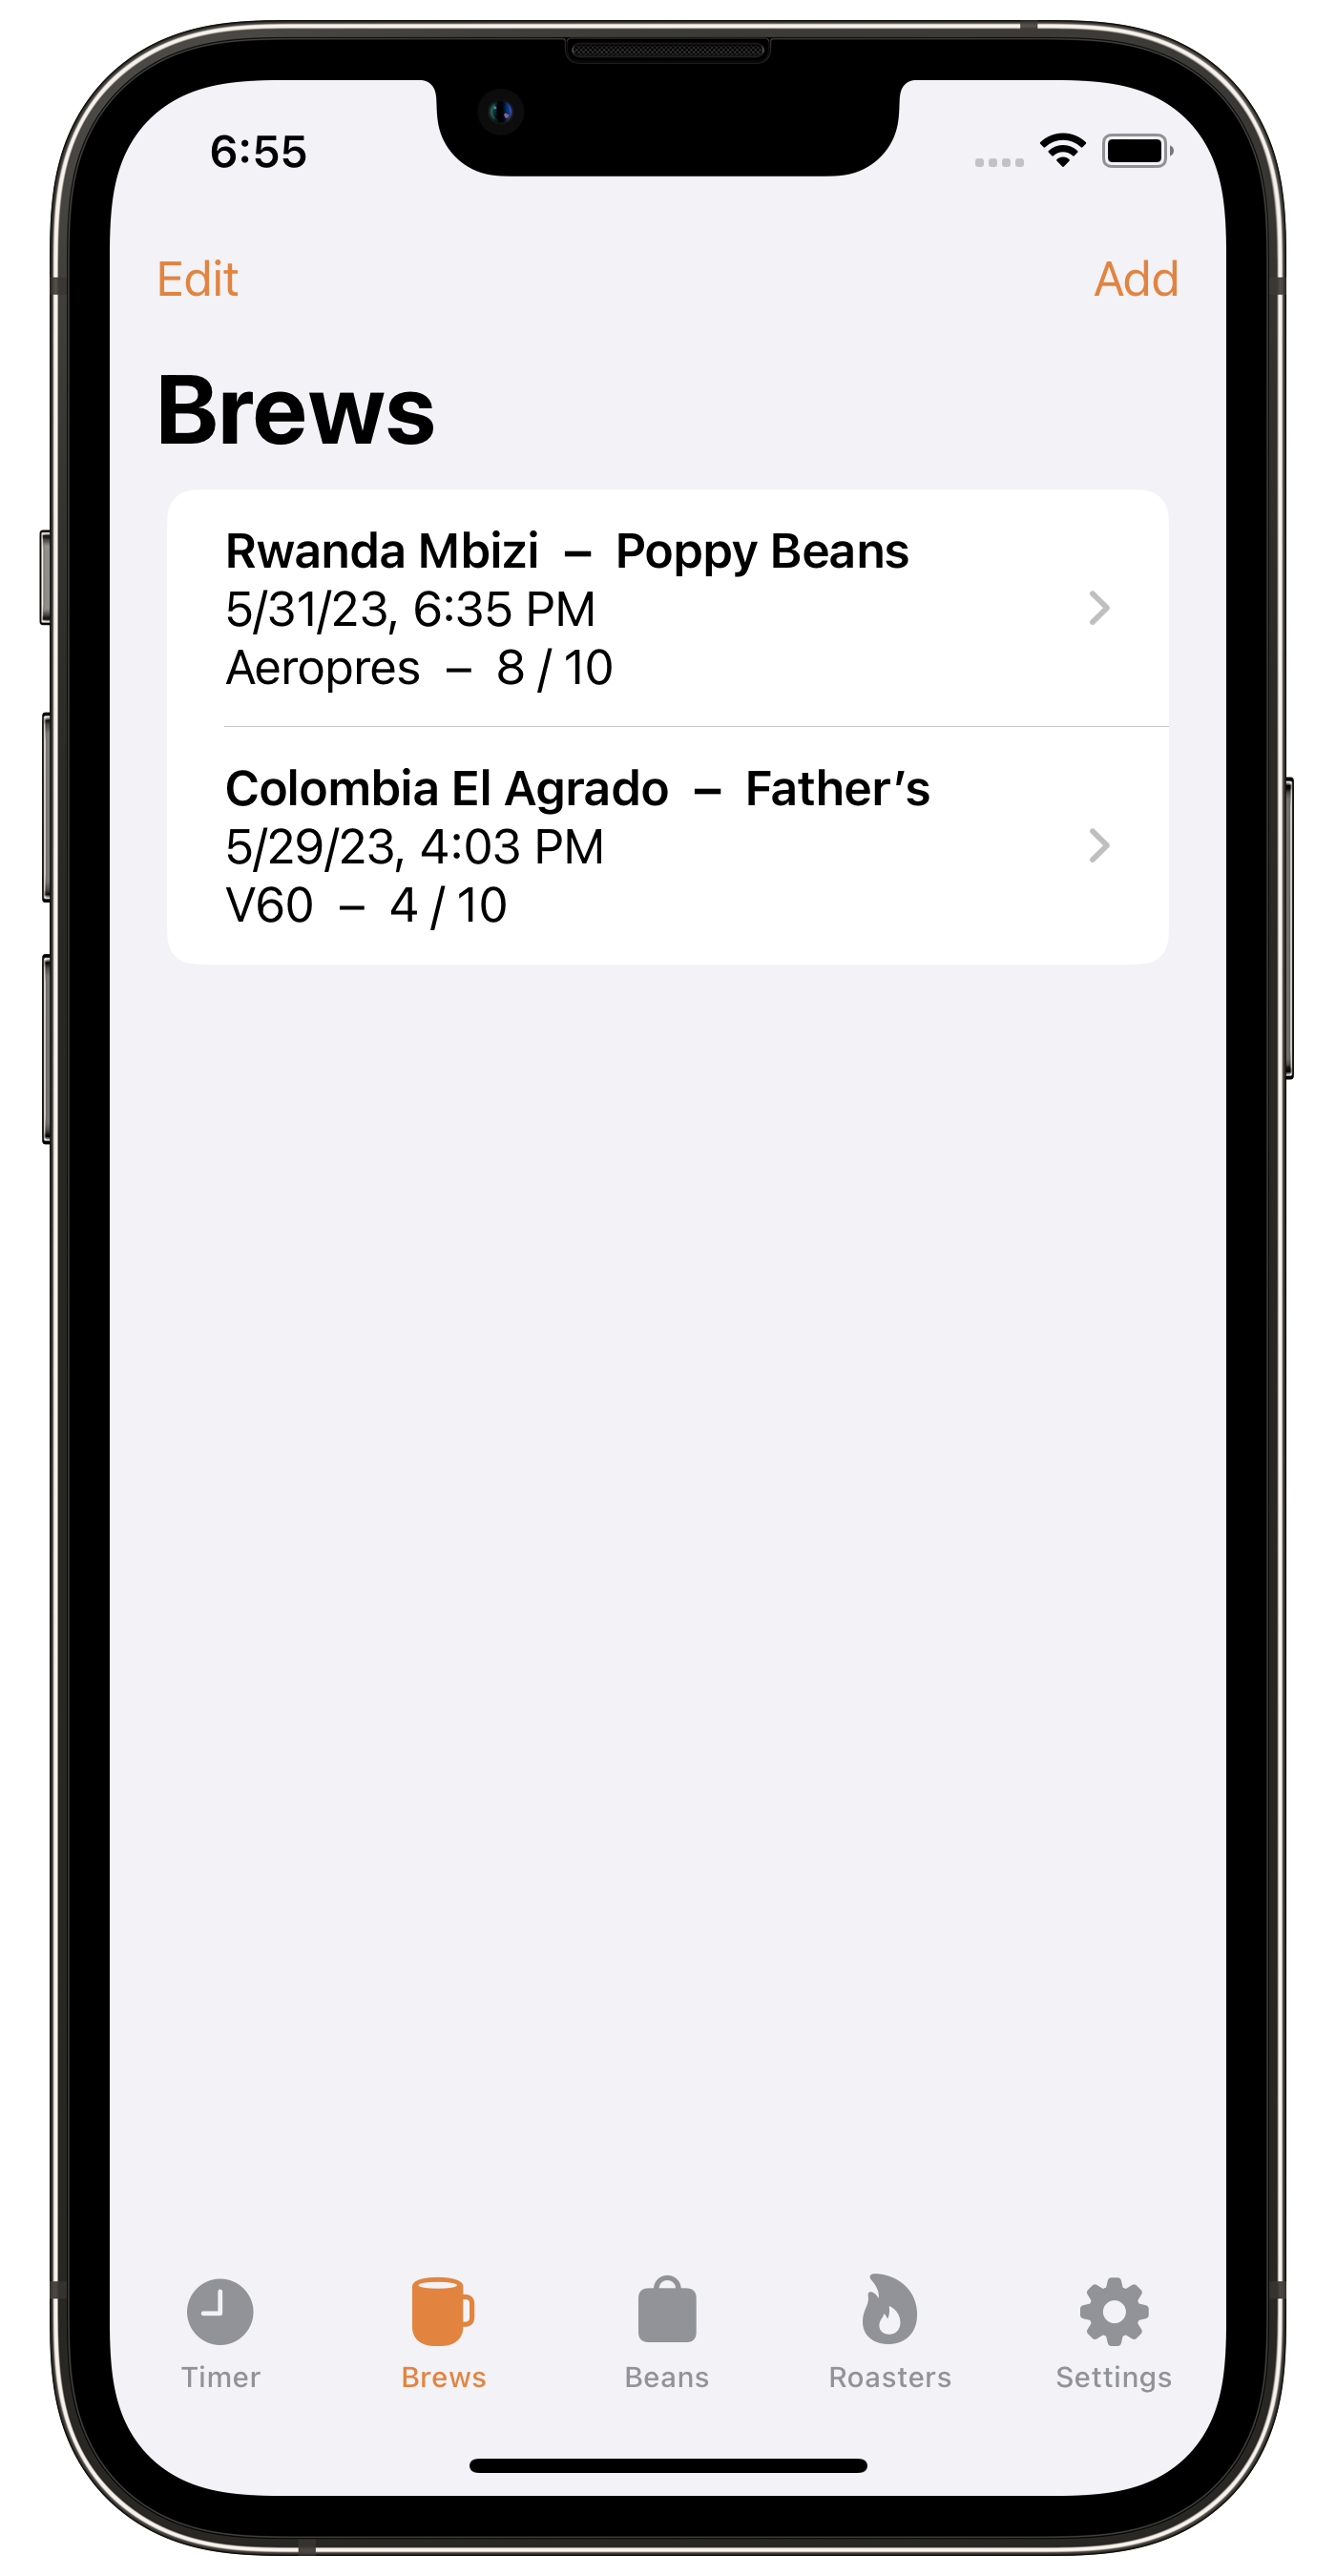 6:55
Edit
Add
Brews
Rwanda Mbizi – Poppy Beans
5/31/23, 6:35 PM
Aeropres – 8 / 10
Colombia El Agrado – Father’s
5/29/23, 4:03 PM
V60 – 4 / 10
Timer
Brews
Beans
Roasters
Settings